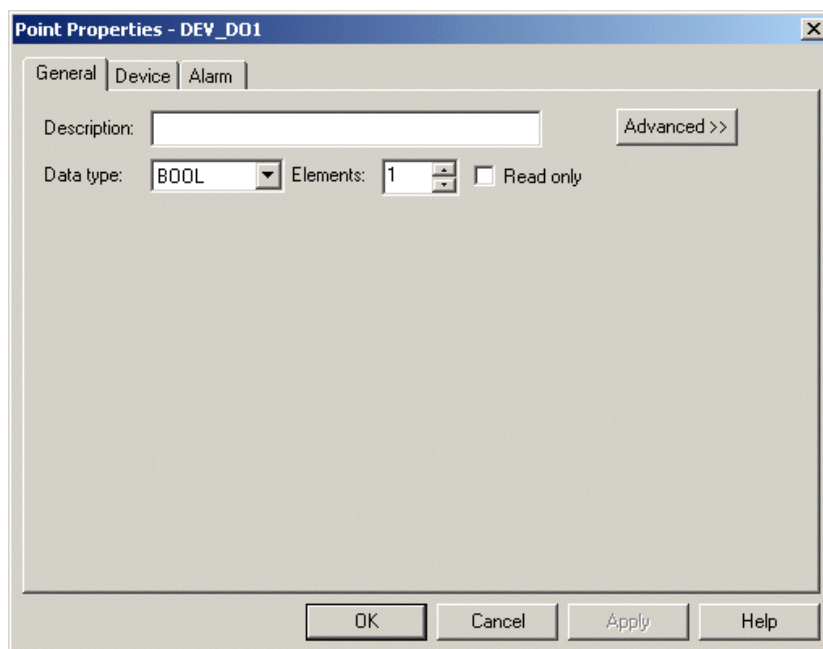 Point Properties - DEV_DO1
General Device Alarm
Description: Advanced >>
Data type: BOOL Elements: 1 Read only
OK Cancel Apply Help